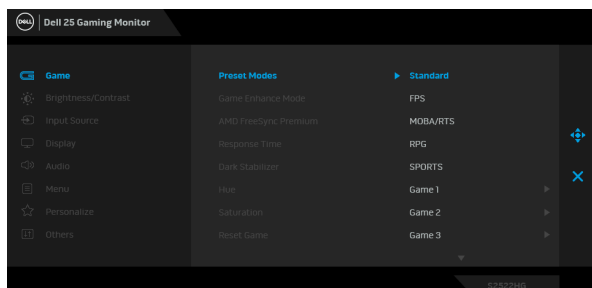 DELL
Dell 25 Gaming Monitor
Game
Brightness/Contrast
Input Source
Display
Audio
Menu
Personalize
Others
Preset Modes
Game Enhance Mode
AMD FreeSync Premium
Response Time
Dark Stabilizer
Hue
Saturation
Reset Game
Standard
FPS
MOBA/RTS
RPG
SPORTS
Game 1
Game 2
Game 3
S2522HG